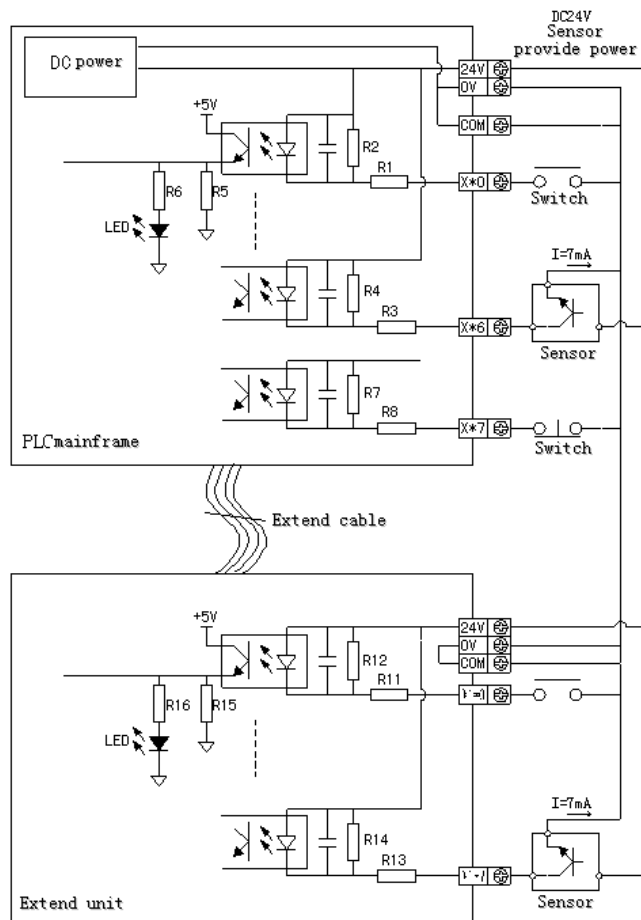 DC24V
Sensor
provide power
DC power
24V
0V
+5V
COM
R2
R1
X*0
R6
R5
Switch
LED
I=7mA
R4
R3
X*6
Sensor
R7
R8
X*7
PLCmainframe
Switch
Extend cable
+5V
24V
0V
R12
COM
R11
R16
R15
LED
I=7mA
R14
R13
Extend unit
Sensor